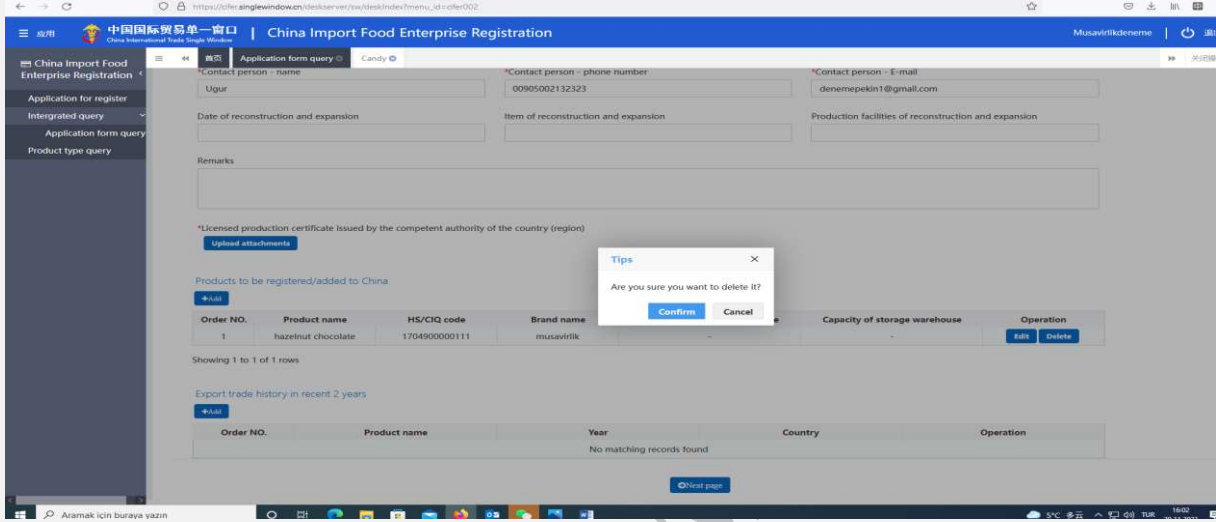 https://cifer.singlewindow.cn/deskserver/sw/deskIndex?menu_id=cifer002
应用
中国国际贸易单一窗口
China International Trade Single Window
China Import Food Enterprise Registration
Musavirlikdeneme
China Import Food Enterprise Registration
首页 Application form query Candy
Application for register
Intergrated query
Application form query
Product type query
*Contact person - name *Contact person - phone number *Contact person - E-mail
Ugur 00905002132323 denemepekin1@gmail.com
Date of reconstruction and expansion Item of reconstruction and expansion Production facilities of reconstruction and expansion
Remarks
*Licensed production certificate issued by the competent authority of the country (region)
Upload attachments
Tips
Are you sure you want to delete it?
Confirm Cancel
Products to be registered/added to China
+Add
Order NO. Product name HS/CIQ code Brand name Capacity of storage warehouse Operation
1 hazelnut chocolate 1704900000111 musavirlik - - Edit Delete
Showing 1 to 1 of 1 rows
Export trade history in recent 2 years
+Add
Order NO. Product name Year Country Operation
No matching records found
Next page
Aramak için buraya yazın
5°C 多云 TUR 16:02
20.11.2021